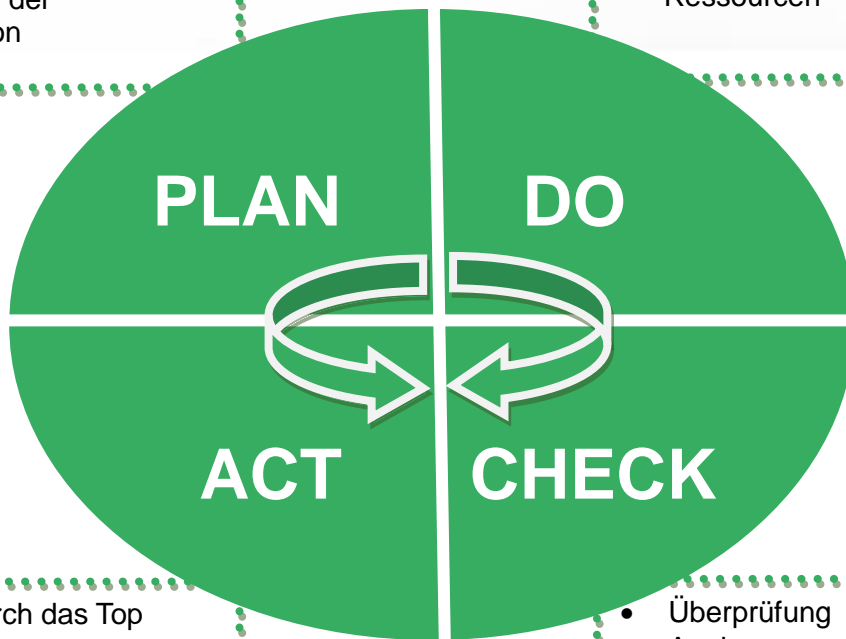 der
on
Ressourcen
PLAN
DO
ACT
CHECK
rch das Top
• Überprüfung